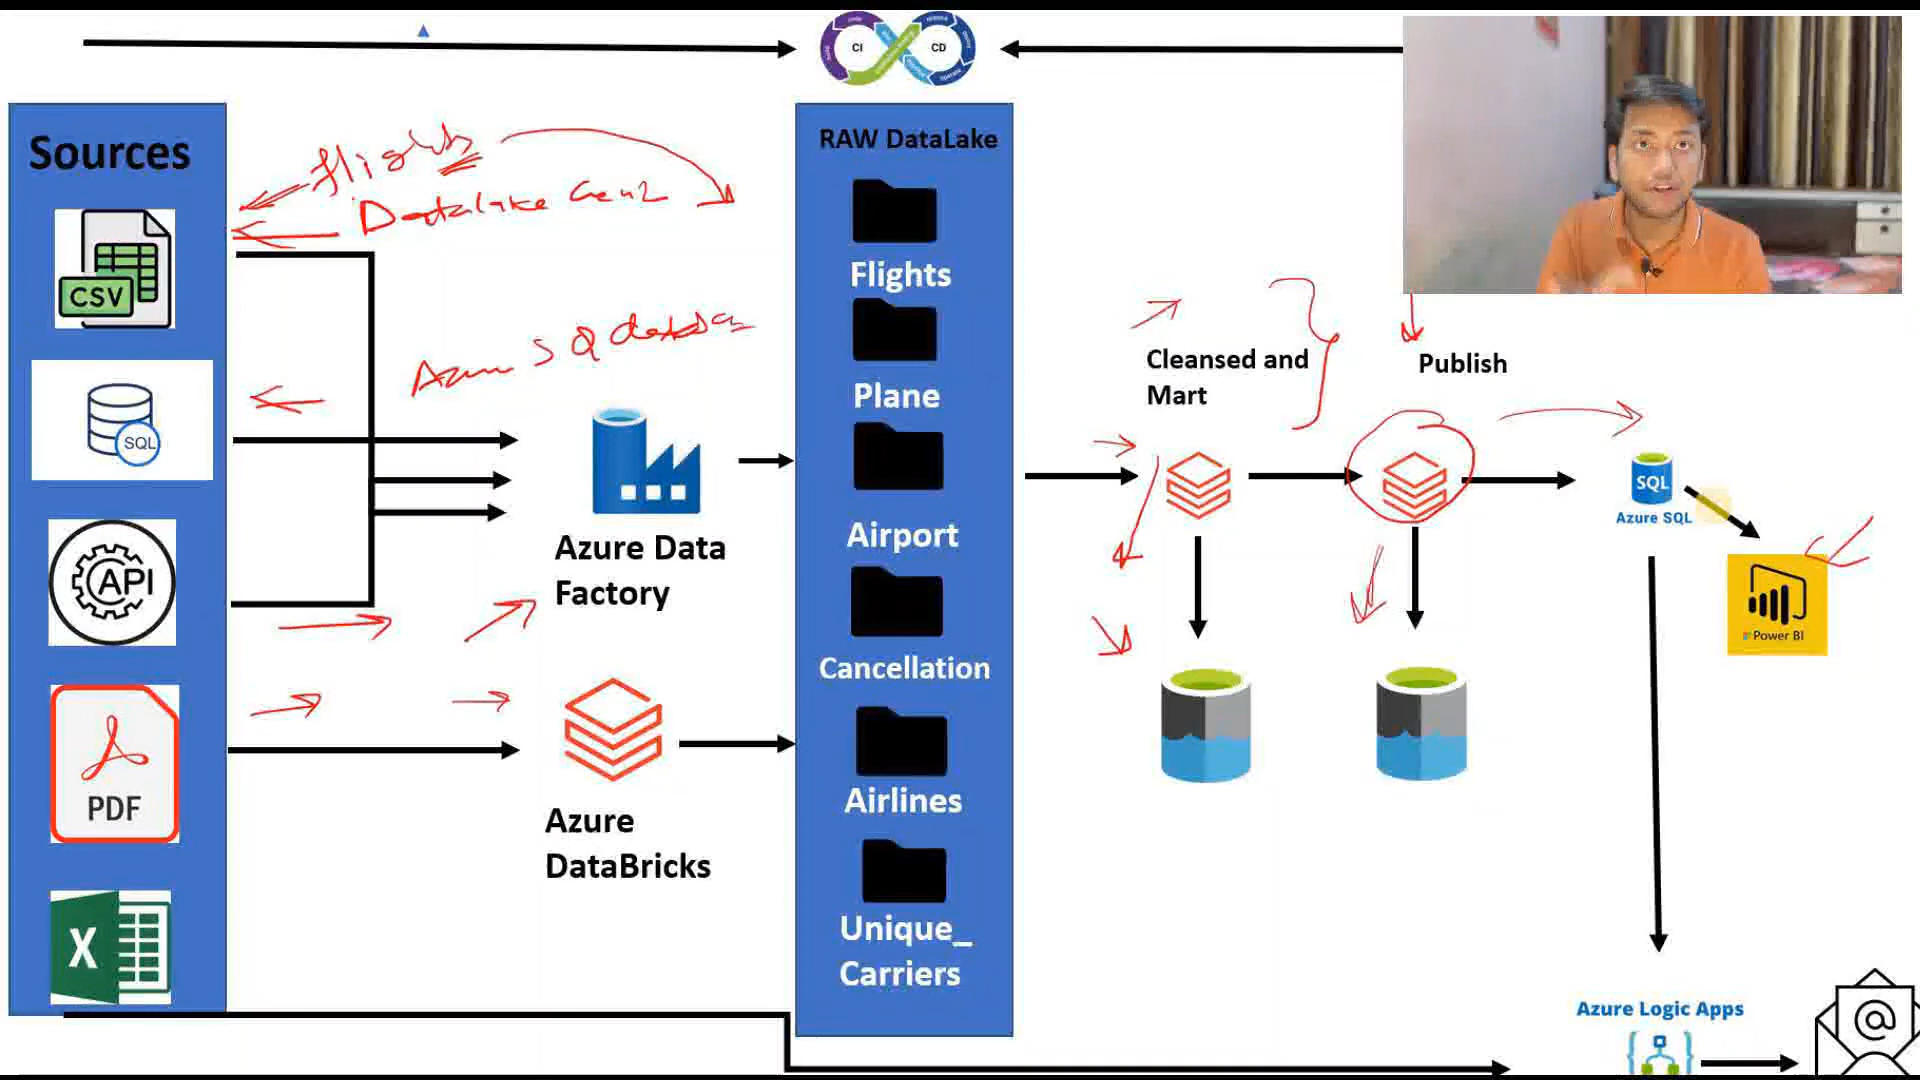 CI
CD
Sources
flights
Datalake Gen2
CSV
SQL
API
PDF
X
Azure SQ
Azure Data
Factory
Azure
DataBricks
RAW DataLake
Flights
Plane
Airport
Cancellation
Airlines
Unique_
Carriers
Cleansed and
Mart
Publish
SQL
Azure SQL
Power BI
Azure Logic Apps
@